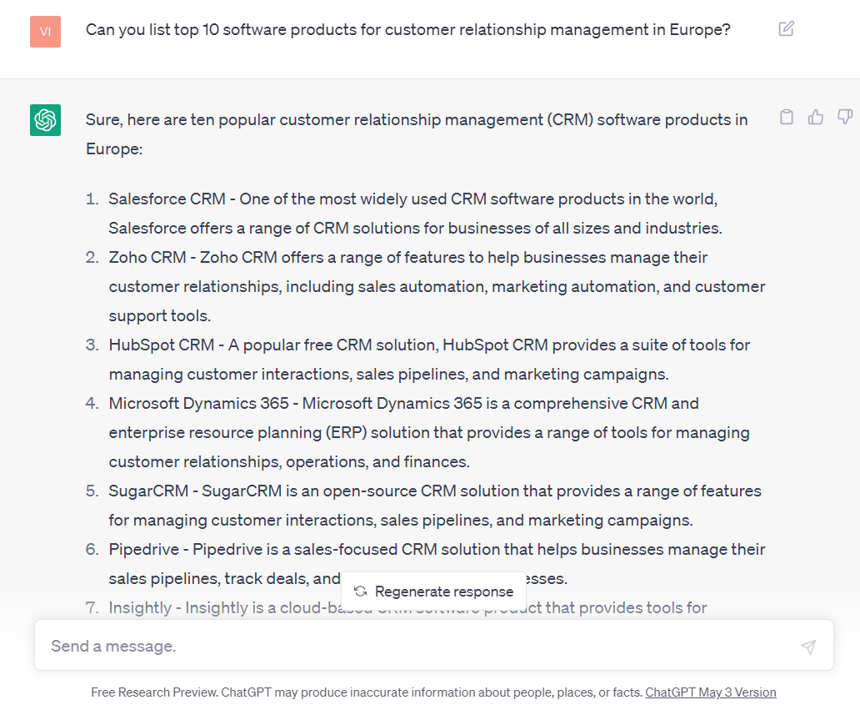 VI
Can you list top 10 software products for customer relationship management in Europe?
Sure, here are ten popular customer relationship management (CRM) software products in
Europe:
1. Salesforce CRM - One of the most widely used CRM software products in the world,
Salesforce offers a range of CRM solutions for businesses of all sizes and industries.
2. Zoho CRM - Zoho CRM offers a range of features to help businesses manage their
customer relationships, including sales automation, marketing automation, and customer
support tools.
3. HubSpot CRM - A popular free CRM solution, HubSpot CRM provides a suite of tools for
managing customer interactions, sales pipelines, and marketing campaigns.
4. Microsoft Dynamics 365 - Microsoft Dynamics 365 is a comprehensive CRM and
enterprise resource planning (ERP) solution that provides a range of tools for managing
customer relationships, operations, and finances.
5. SugarCRM - SugarCRM is an open-source CRM solution that provides a range of features
for managing customer interactions, sales pipelines, and marketing campaigns.
6. Pipedrive - Pipedrive is a sales-focused CRM solution that helps businesses manage their
sales pipelines, track deals, and esses.
Regenerate response
7. Insightly - Insightly is a cloud-based CRM software product that provides tools for
Send a message.
Free Research Preview. ChatGPT may produce inaccurate information about people, places, or facts. ChatGPT May 3 Version